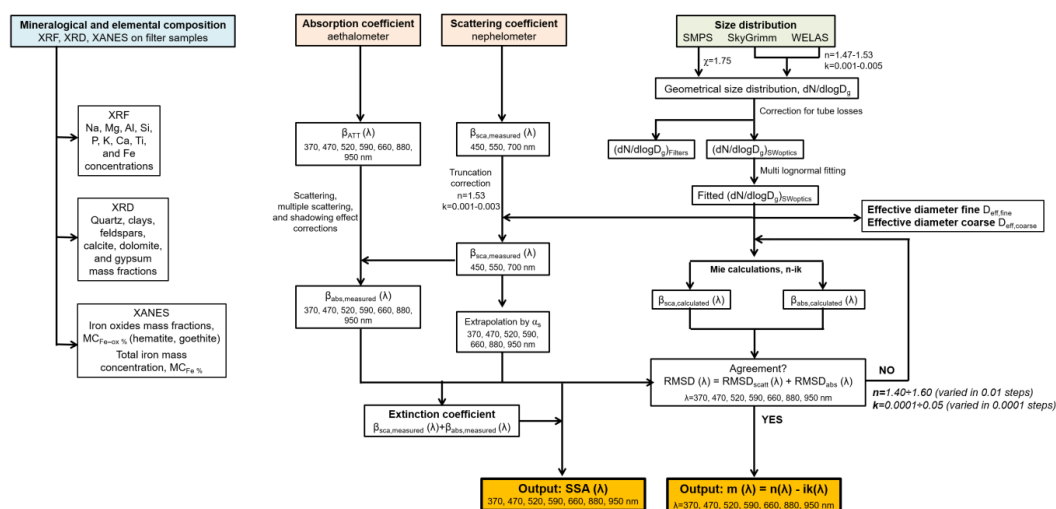 Mineralogical and elemental composition
XRF, XRD, XANES on filter samples
XRF
Na, Mg, Al, Si,
P, K, Ca, Ti,
and Fe
concentrations
XRD
Quartz, clays,
feldspars,
calcite, dolomite,
and gypsum
mass fractions
XANES
Iron oxides mass fractions,
MCFe–ox % (hematite, goethite)
Total iron mass
concentration, MCFe %
Absorption coefficient
aethalometer
βATT (λ)
370, 470, 520, 590, 660, 880,
950 nm
Scattering,
multiple scattering,
and shadowing effect
corrections
βabs,measured (λ)
370, 470, 520, 590, 660, 880,
950 nm
Scattering coefficient
nephelometer
βsca,measured (λ)
450, 550, 700 nm
Truncation
correction
n=1.53
k=0.001-0.003
βsca,measured (λ)
450, 550, 700 nm
Extrapolation by αs
370, 470, 520, 590,
660, 880, 950 nm
Extinction coefficient
βsca,measured (λ)+βabs,measured (λ)
Output: SSA (λ)
370, 470, 520, 590, 660, 880, 950 nm
Size distribution
SMPS SkyGrimm WELAS
χ=1.75
n=1.47-1.53
k=0.001-0.005
Geometrical size distribution, dN/dlogDg
Correction for tube losses
(dN/dlogDg)Filters
(dN/dlogDg)SWoptics
Multi lognormal fitting
Fitted (dN/dlogDg)SWoptics
Effective diameter fine Deff,fine
Effective diameter coarse Deff,coarse
Mie calculations, n-ik
βsca,calculated (λ)
βabs,calculated (λ)
Agreement?
RMSD (λ) = RMSDscatt (λ) + RMSDabs (λ)
λ=370, 470, 520, 590, 660, 880, 950 nm
NO
n=1.40÷1.60 (varied in 0.01 steps)
k=0.0001÷0.05 (varied in 0.0001 steps)
YES
Output: m (λ) = n(λ) - ik(λ)
λ=370, 470, 520, 590, 660, 880, 950 nm